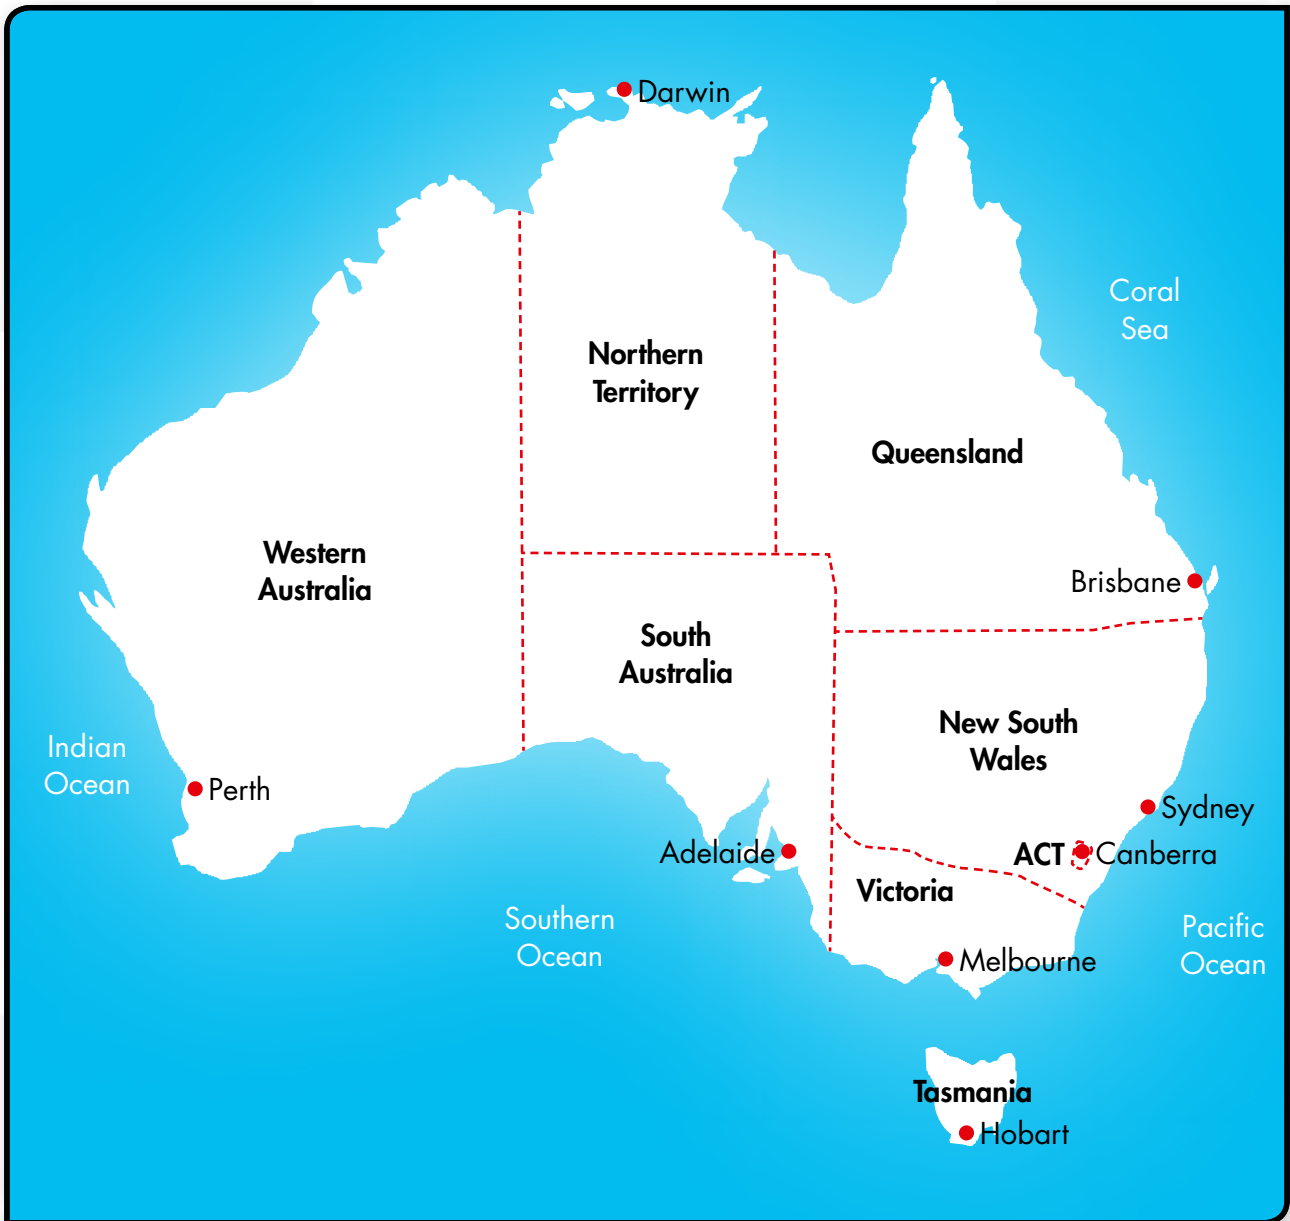 Darwin
Coral
Sea
Northern
Territory
Queensland
Western
Australia
Brisbane
South
Australia
New South
Wales
Indian
Ocean
Perth
Sydney
Adelaide
ACT
Canberra
Victoria
Southern
Ocean
Pacific
Ocean
Melbourne
Tasmania
Hobart